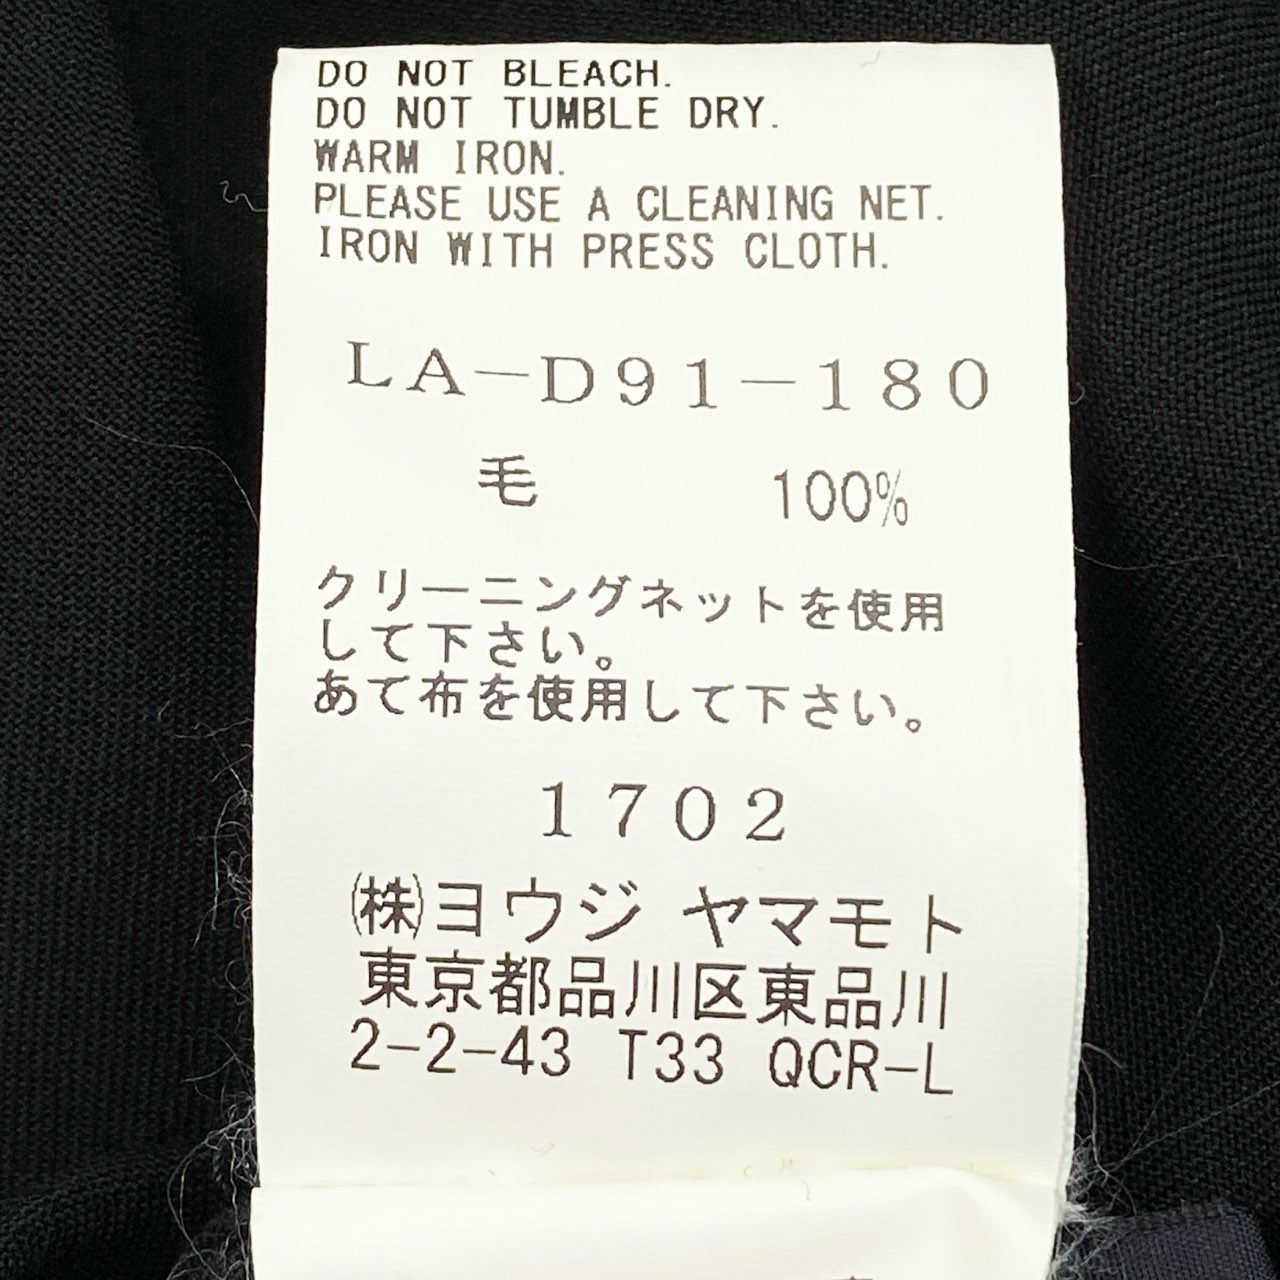 DO NOT BLEACH.
DO NOT TUMBLE DRY.
WARM IRON.
PLEASE USE A CLEANING NET.
IRON WITH PRESS CLOTH.
LA-D91-180
毛 100%
クリーニングネットを使用
して下さい。
あて布を使用して下さい。
1702
㈱ヨウジ ヤマモト
東京都品川区東品川
2-2-43 T33 QCR-L